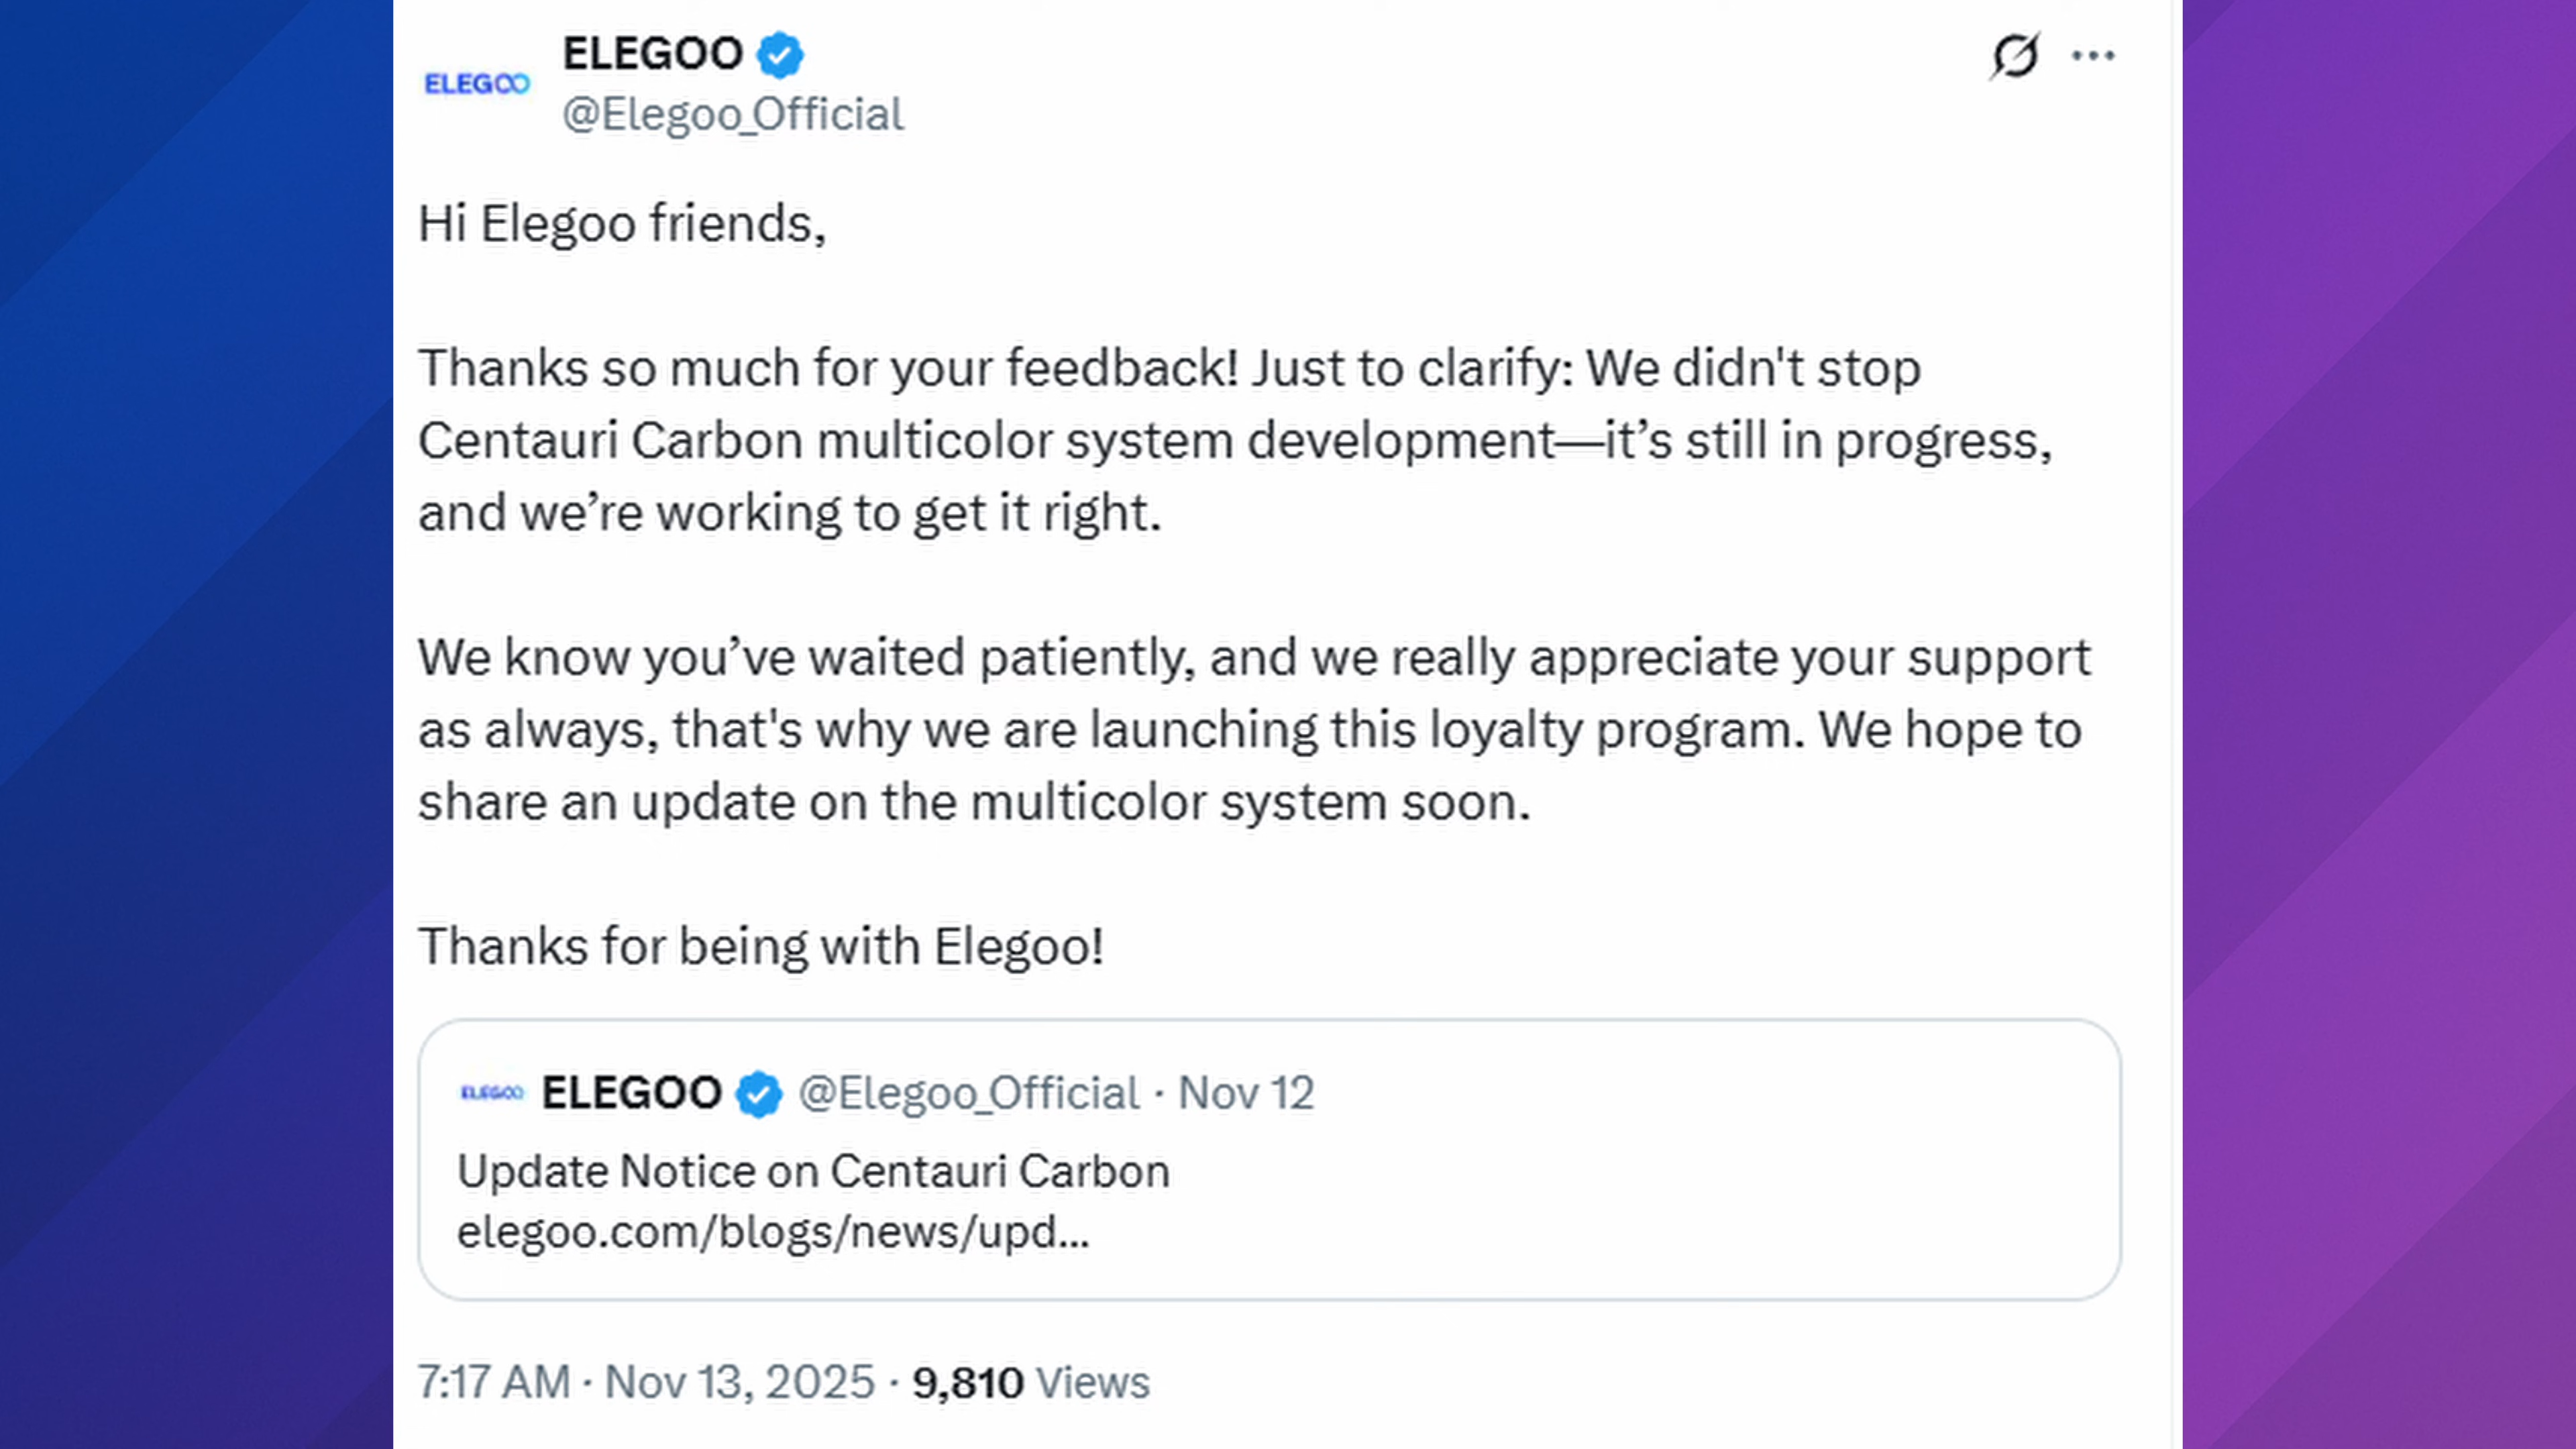 ELEGOO
ELEGOO
@Elegoo_Official
Hi Elegoo friends,
Thanks so much for your feedback! Just to clarify: We didn't stop
Centauri Carbon multicolor system development—it’s still in progress,
and we’re working to get it right.
We know you’ve waited patiently, and we really appreciate your support
as always, that's why we are launching this loyalty program. We hope to
share an update on the multicolor system soon.
Thanks for being with Elegoo!
ELEGOO ELEGOO @Elegoo_Official · Nov 12
Update Notice on Centauri Carbon
elegoo.com/blogs/news/upd...
7:17 AM · Nov 13, 2025 · 9,810 Views